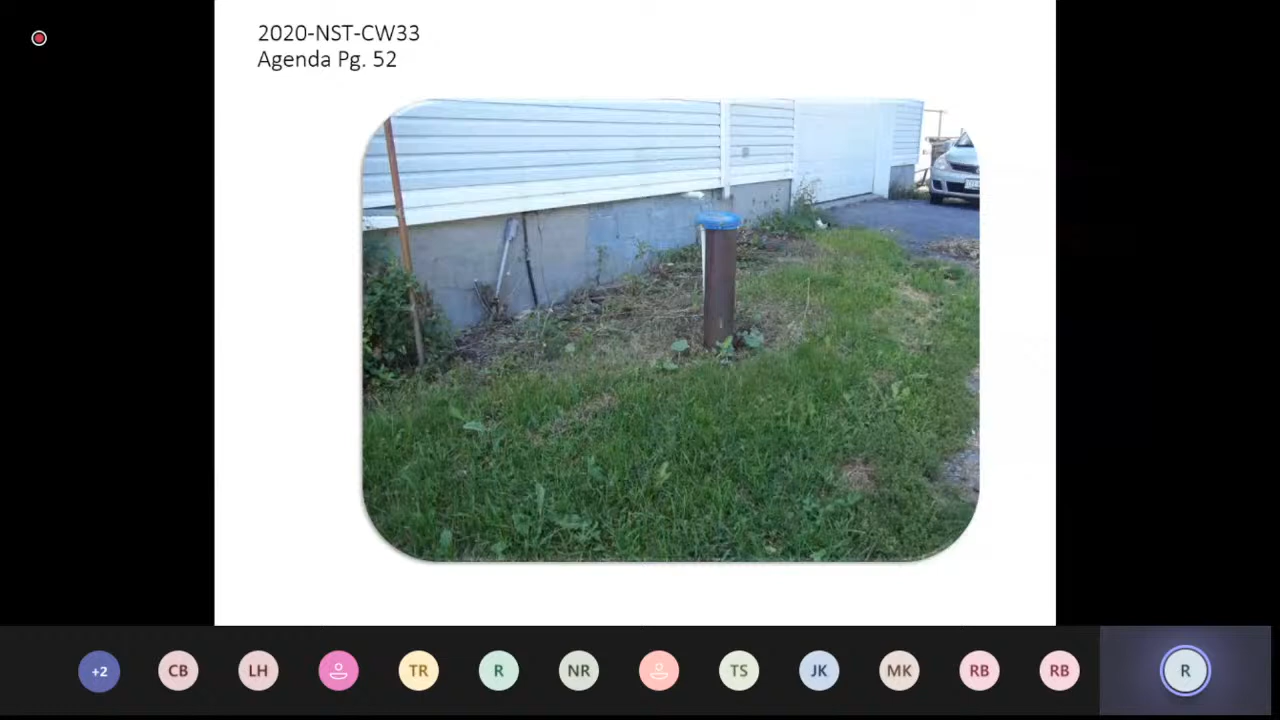 2020-NST-CW33
Agenda Pg. 52
+2
CB
LH
TR
R
NR
TS
JK
MK
RB
RB
R